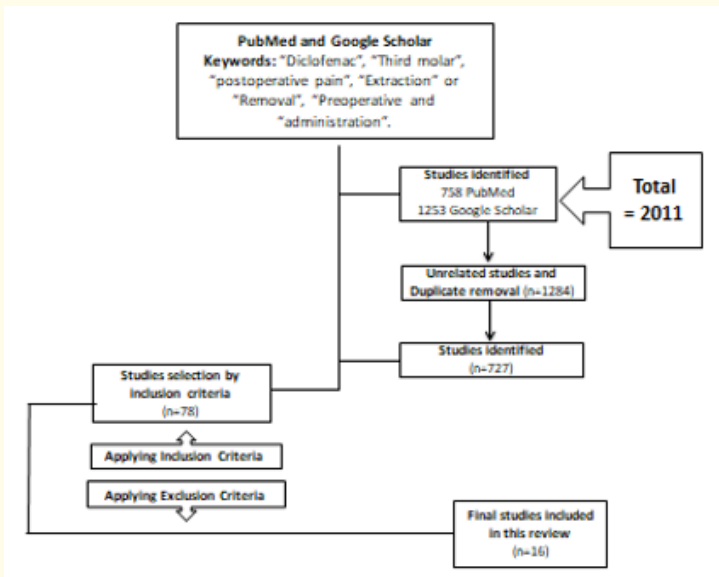 PubMed and Google Scholar
Keywords: "Diclofenac", "Third molar",
"postoperative pain", "Extraction" or
"Removal", "Preoperative and
"administration".
Studies identified
758 PubMed
1253 Google Scholar
Total
= 2011
Unrelated studies and
Duplicate removal (n=1284)
Studies identified
(n=727)
Studies selection by
inclusion criteria
(n=78)
Applying Inclusion Criteria
Applying Exclusion Criteria
Final studies included
in this review
(n=16)